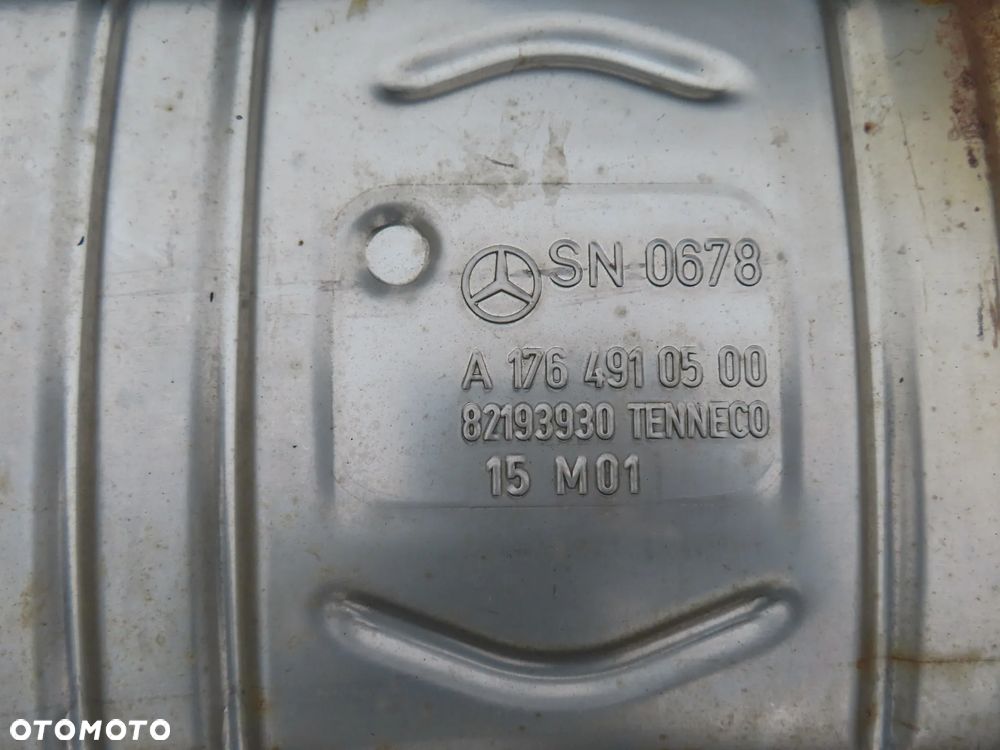 SN 0678
A 176 491 05 00
82193930 TENNECO
15 M01
OTOMOTO